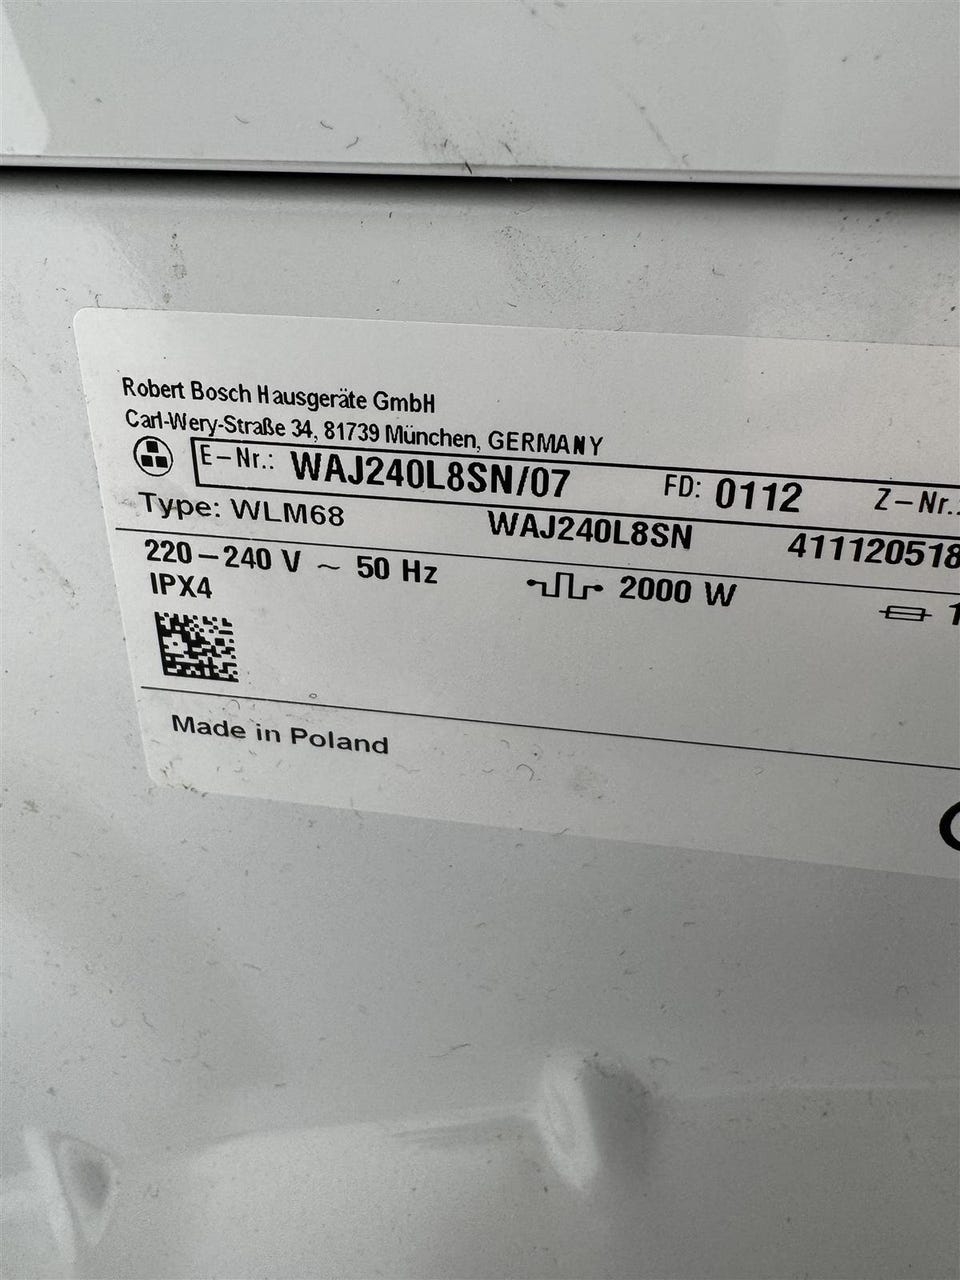 Robert Bosch Hausgeräte GmbH
Carl-Wery-Straße 34, 81739 München, GERMANY
E-Nr.: WAJ240L8SN/07 FD: 0112 Z-Nr.:
Type: WLM68 WAJ240L8SN 411120518
220-240 V ~ 50 Hz 2000 W 1
IPX4
Made in Poland